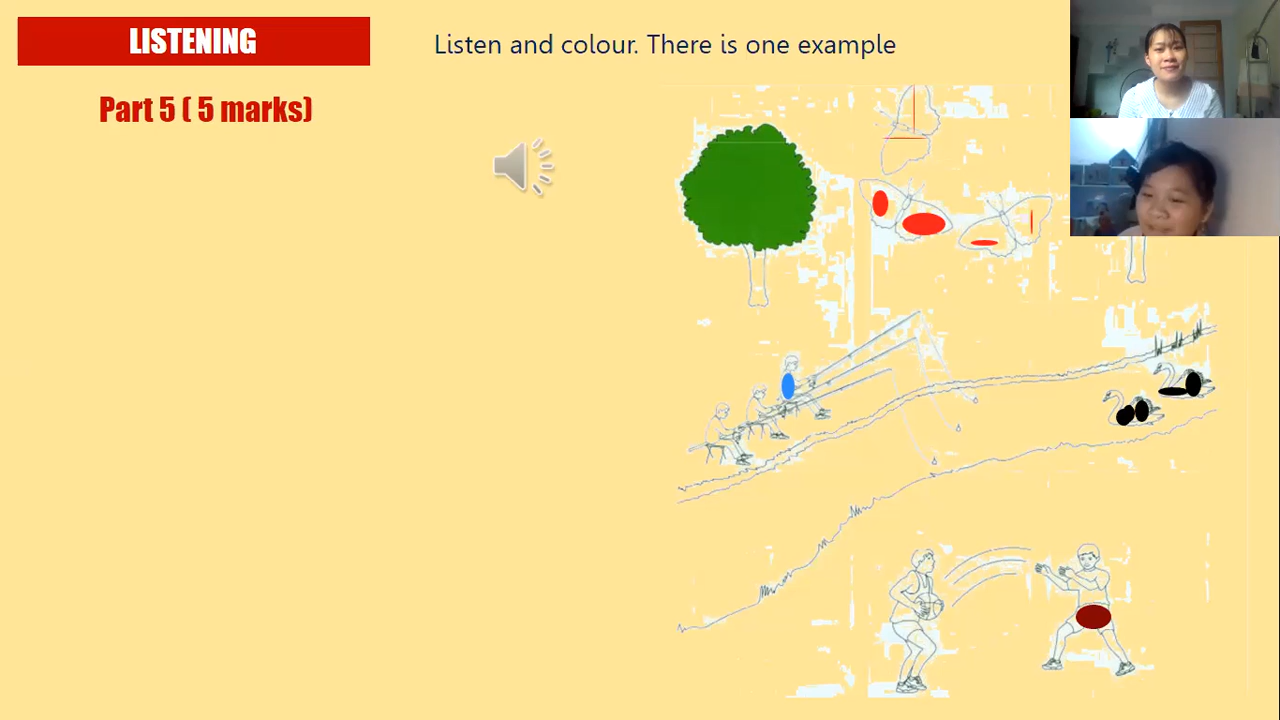 LISTENING
Listen and colour. There is one example
Part 5 ( 5 marks)